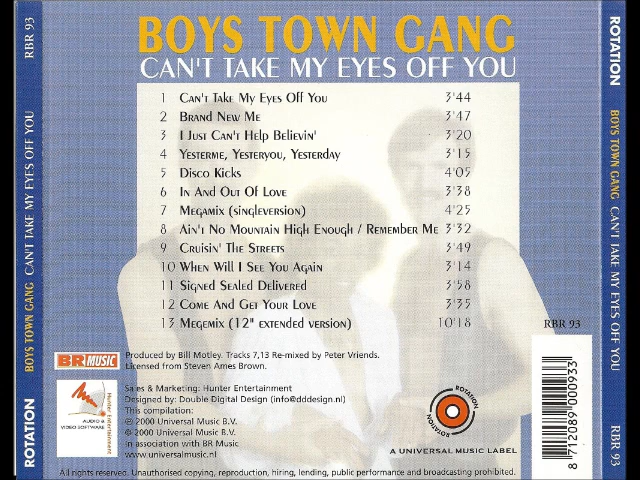 BOYS TOWN GANG
CAN'T TAKE MY EYES OFF YOU
1 CAN'T TAKE MY EYES OFF YOU 3'44
2 BRAND NEW ME 3'47
3 I JUST CAN'T HELP BELIEVIN' 3'20
4 YESTERME, YESTERYOU, YESTERDAY 3'15
5 DISCO KICKS 4'05
6 IN AND OUT OF LOVE 3'38
7 MEGAMIX (SINGLEVERSION) 4'25
8 AIN'T NO MOUNTAIN HIGH ENOUGH / REMEMBER ME 3'32
9 CRUISIN' THE STREETS 3'49
10 WHEN WILL I SEE YOU AGAIN 3'14
11 SIGNED SEALED DELIVERED 3'58
12 COME AND GET YOUR LOVE 3'35
13 MEGEMIX (12" EXTENDED VERSION) 10'18
RBR 93
BR MUSIC
Produced by Bill Motley. Tracks 7,13 Re-mixed by Peter Vriends.
Licensed from Steven Ames Brown.
AUDIO &
VIDEO SOFTWARE
Hunter Entertainment
Sales & Marketing: Hunter Entertainment
Designed by: Double Digital Design (info@dddesign.nl)
This compilation:
℗ 2000 Universal Music B.V.
© 2000 Universal Music B.V.
In association with BR Music
www.universalmusic.nl
ROTATION
ROTATION
A UNIVERSAL MUSIC LABEL
8 712089 000933
All rights reserved. Unauthorised copying, reproduction, hiring, lending, public performance and broadcasting prohibited.
ROTATION BOYS TOWN GANG CAN'T TAKE MY EYES OFF YOU RBR 93
ROTATION BOYS TOWN GANG CAN'T TAKE MY EYES OFF YOU RBR 93